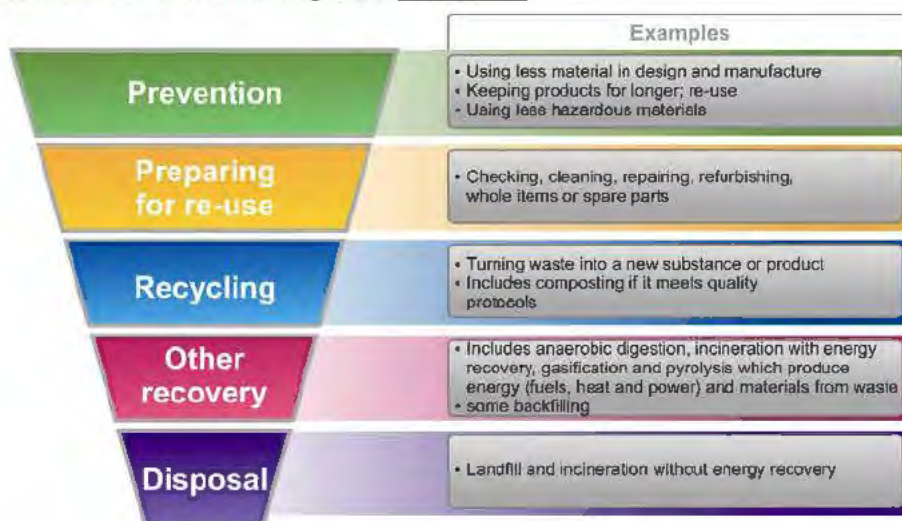 Examples
Prevention
• Using less material in design and manufacture
• Keeping products for longer; re-use
• Using less hazardous materials
Preparing
for re-use
• Checking, cleaning, repairing, refurbishing,
whole items or spare parts
Recycling
• Turning waste into a new substance or product
• Includes composting if it meets quality
protocols
Other
recovery
• Includes anaerobic digestion, incineration with energy
recovery, gasification and pyrolysis which produce
energy (fuels, heat and power) and materials from waste
• some backfilling
Disposal
• Landfill and incineration without energy recovery